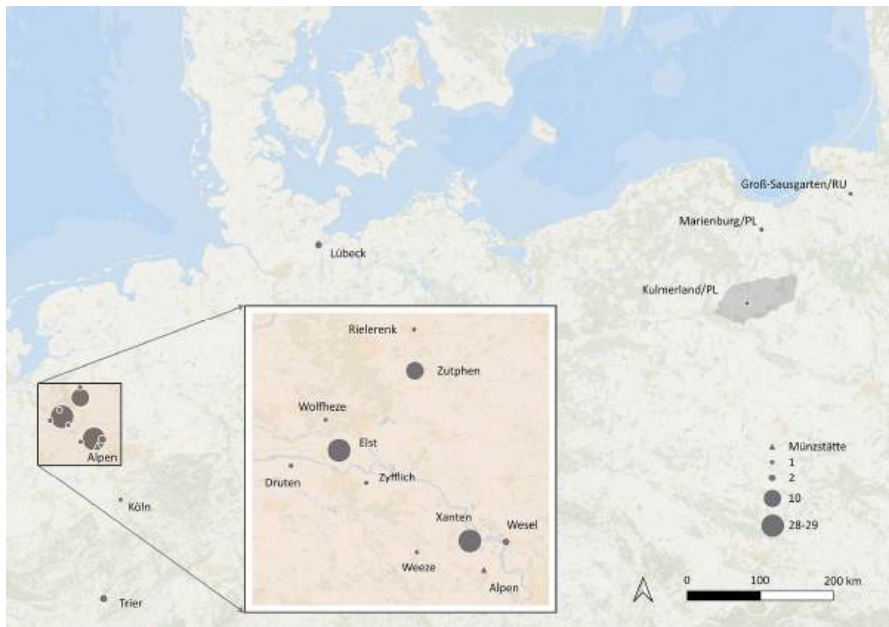 Groß-Sausgarten/RU
Marienburg/PL
Lübeck
Kulmerland/PL
Rielerenk
Zutphen
Wolfheze
Elst
Druten
Zyfflich
Xanten
Wesel
Weeze
Alpen
Alpen
Köln
Trier
Münzstätte
1
2
10
28-29
0 100 200 km